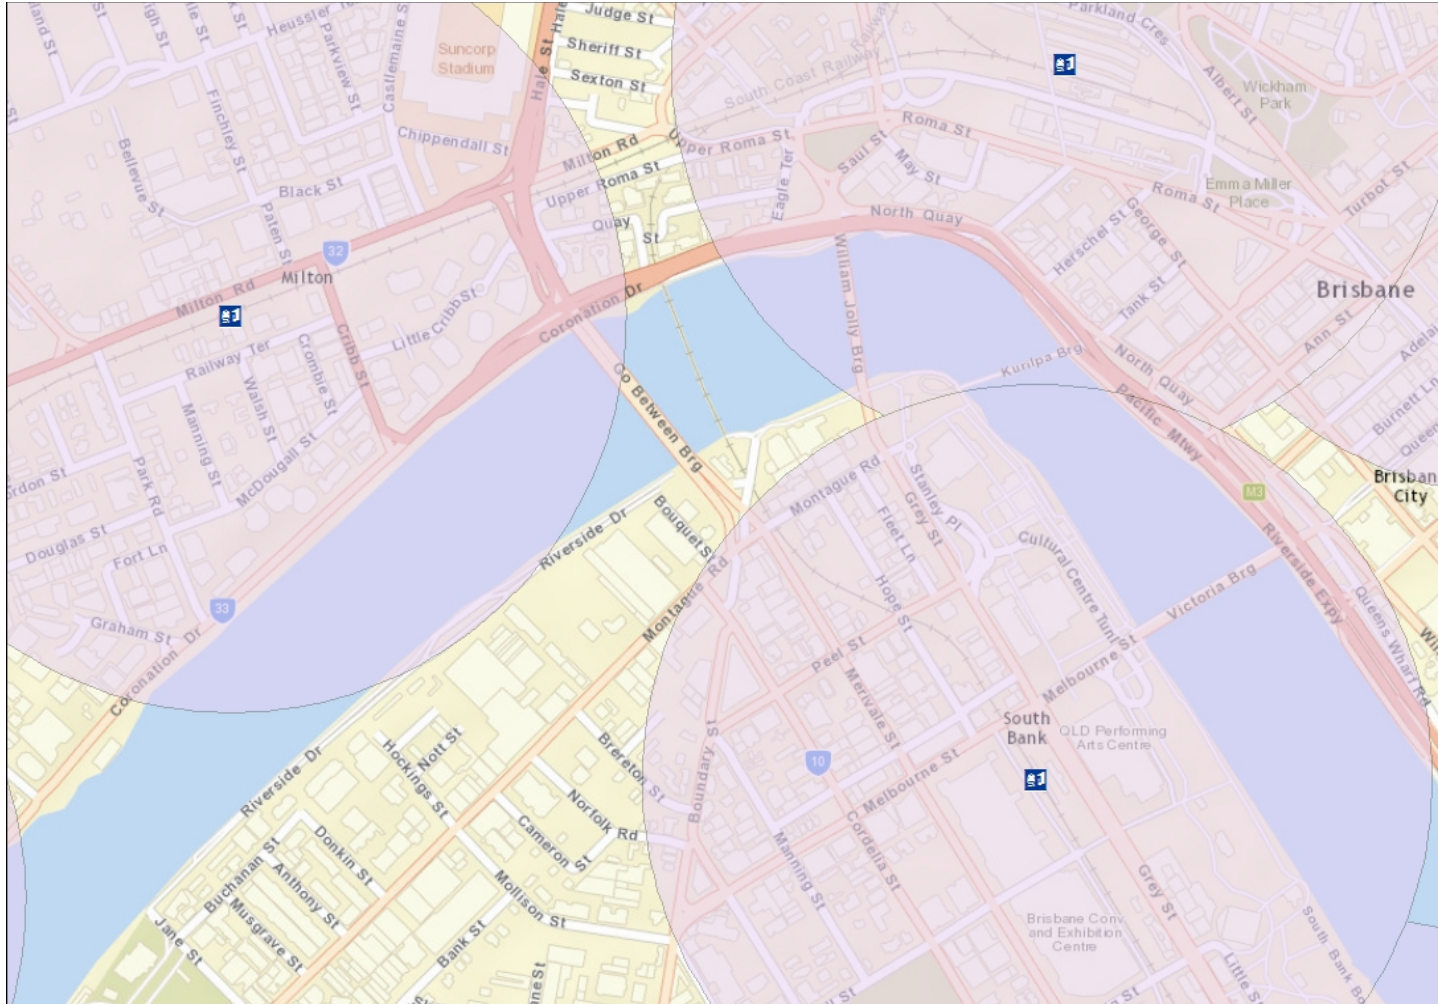 Judge St
Heussler Ter
Parkview St
Castlemaine S
Hale St
Hale
Suncorp
Stadium
Sheriff St
Sexton St
Parkland Cres
Railway
South Coast Railway
Albert St
Wickham
Park
Finchley St
Bellevue St
Chippendall St
Milton Rd
Upper Roma St
Roma St
Saul St
May St
Eagle Ter
Black St
Upper Roma St
Emma Miller
Place
Roma St
Turbot St
Paten St
Quay
St
North Quay
George St
Herschel St
32
Milton
William Jolly Brg
Tank St
Brisbane
Milton Rd
Little Cribb St
Coronation Dr
Ann St
Adelai
Cribb St
Railway Ter
Crombie St
Walsh St
Manning St
Go Between Brg
Kurilpa Brg
North Quay
Pacific Mtwy
Burnett Ln
Queen
McDougall St
Park Rd
ordon St
Montague Rd
Stanley Pl
Grey St
Fleet Ln
Brisban
City
M3
Douglas St
Fort Ln
Bouquet St
Riverside Dr
Cultural Centre Tunl
Riverside Expy
Victoria Brg
Queens Wharf Rd
Hope St
33
Graham St
Coronation Dr
Montague Rd
Peel St
Melbourne St
Merivale St
South
Bank
QLD Performing
Arts Centre
Nott St
Hockings St
Brereton St
Boundary St
10
Melbourne St
Riverside Dr
Norfolk Rd
Cameron St
Donkin St
Buchanan St
Anthony St
Manning St
Cordelia St
Grey St
Mollison St
Musgrave St
Jane St
Bank St
Brisbane Conv
and Exhibition
Centre
South Bank
Little S
ne St